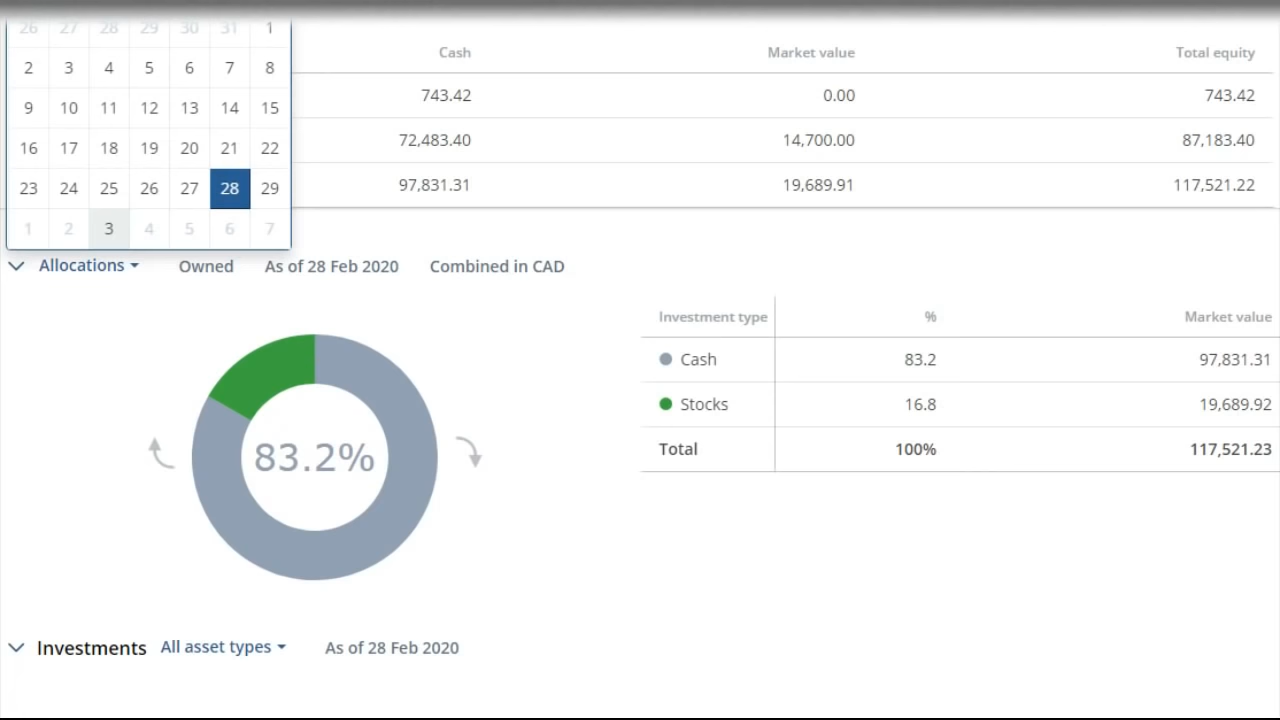 26 27 28 29 30 31 1
Cash Market value Total equity
2 3 4 5 6 7 8
743.42 0.00 743.42
9 10 11 12 13 14 15
72,483.40 14,700.00 87,183.40
16 17 18 19 20 21 22
97,831.31 19,689.91 117,521.22
23 24 25 26 27 28 29
1 2 3 4 5 6 7
Allocations Owned As of 28 Feb 2020 Combined in CAD
Investment type % Market value
Cash 83.2 97,831.31
Stocks 16.8 19,689.92
Total 100% 117,521.23
83.2%
Investments All asset types As of 28 Feb 2020